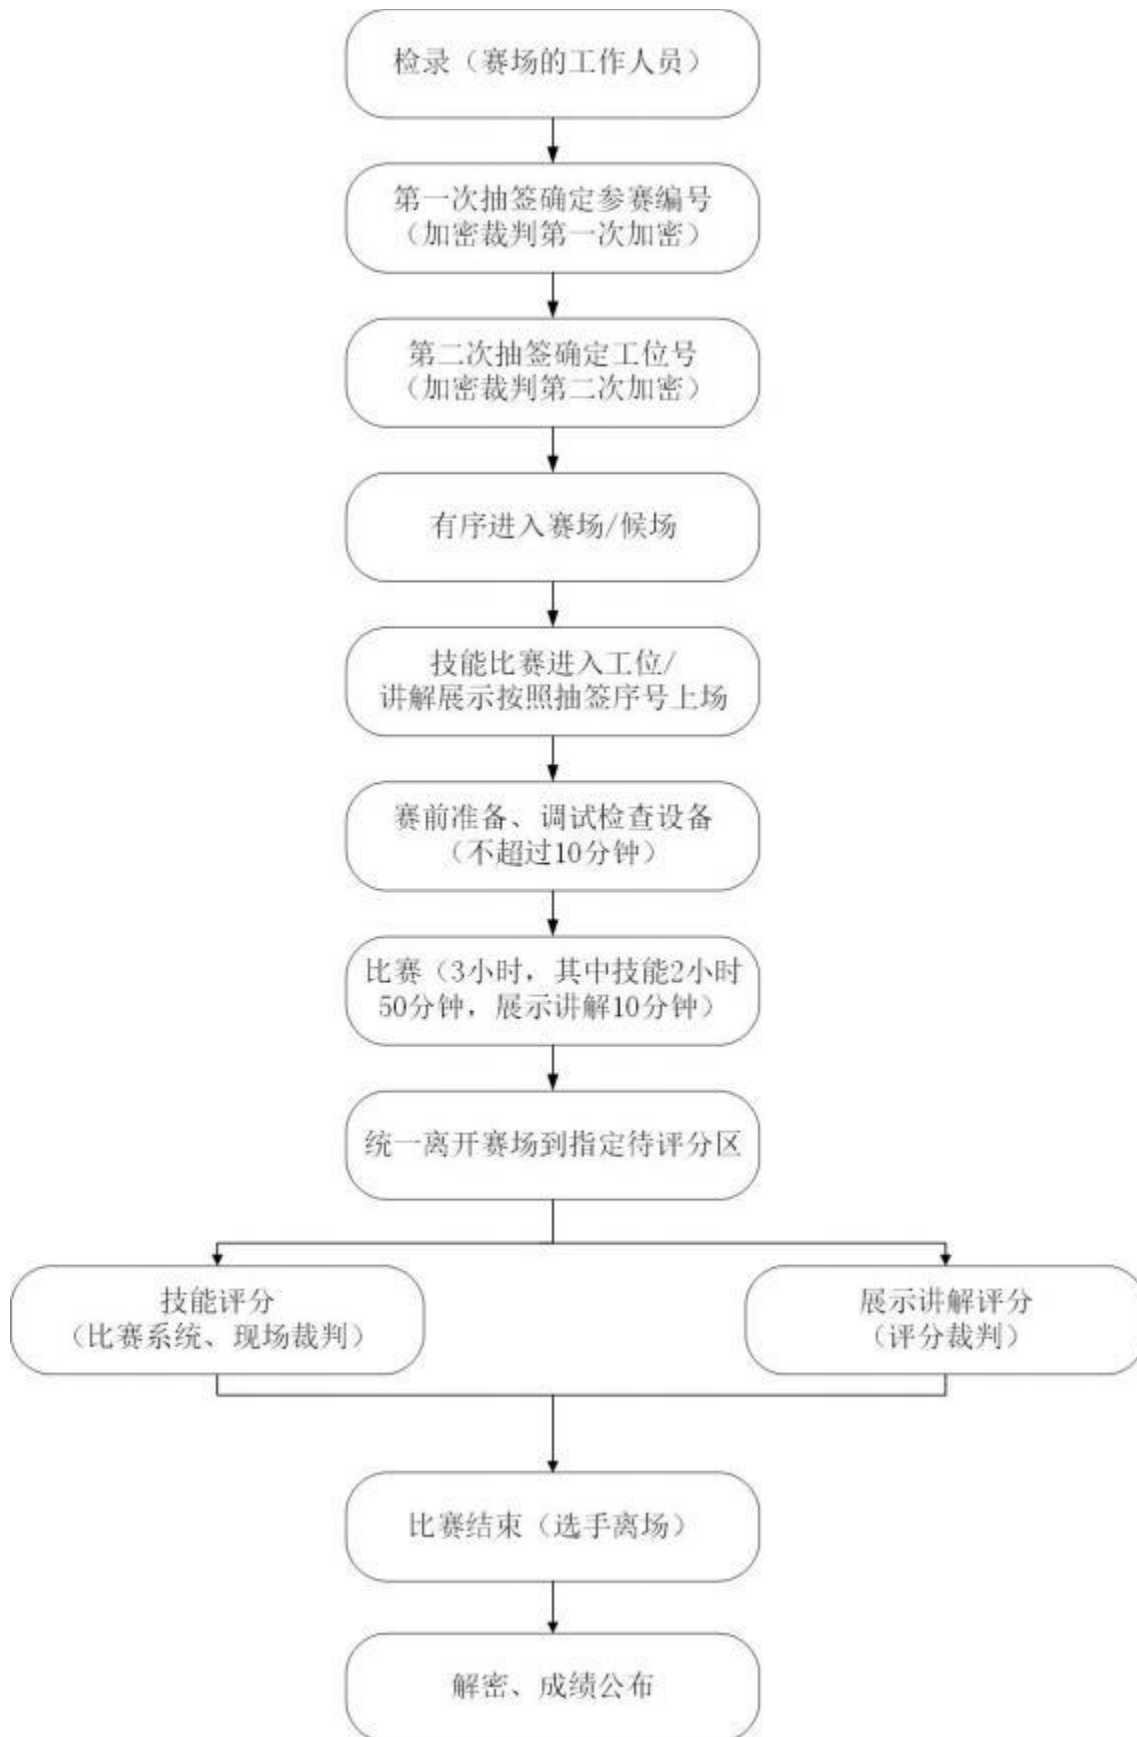 检录（赛场的工作人员）
第一次抽签确定参赛编号
（加密裁判第一次加密）
第二次抽签确定工位号
（加密裁判第二次加密）
有序进入赛场/候场
技能比赛进入工位/
讲解展示按照抽签序号上场
赛前准备、调试检查设备
（不超过10分钟）
比赛（3小时，其中技能2小时
50分钟，展示讲解10分钟）
统一离开赛场到指定待评分区
技能评分
（比赛系统、现场裁判）
展示讲解评分
（评分裁判）
比赛结束（选手离场）
解密、成绩公布